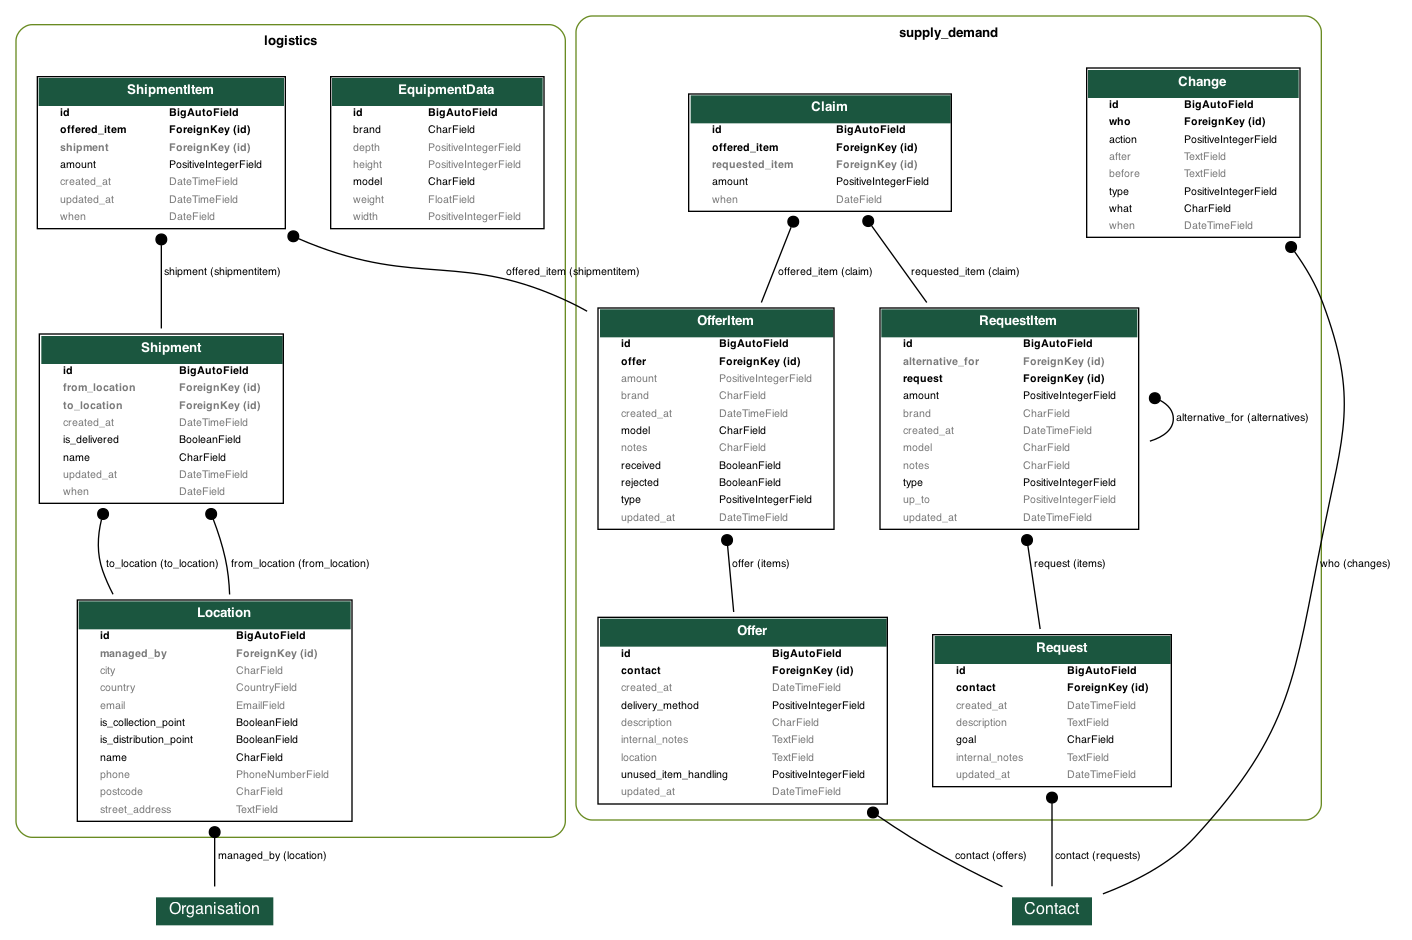 logistics
ShipmentItem
id BigAutoField
offered_item ForeignKey (id)
shipment ForeignKey (id)
amount PositiveIntegerField
created_at DateTimeField
updated_at DateTimeField
when DateField
EquipmentData
id BigAutoField
brand CharField
depth PositiveIntegerField
height PositiveIntegerField
model CharField
weight FloatField
width PositiveIntegerField
shipment (shipmentitem)
offered_item (shipmentitem)
Shipment
id BigAutoField
from_location ForeignKey (id)
to_location ForeignKey (id)
created_at DateTimeField
is_delivered BooleanField
name CharField
updated_at DateTimeField
when DateField
to_location (to_location)
from_location (from_location)
Location
id BigAutoField
managed_by ForeignKey (id)
city CharField
country CountryField
email EmailField
is_collection_point BooleanField
is_distribution_point BooleanField
name CharField
phone PhoneNumberField
postcode CharField
street_address TextField
managed_by (location)
Organisation
supply_demand
Claim
id BigAutoField
offered_item ForeignKey (id)
requested_item ForeignKey (id)
amount PositiveIntegerField
when DateField
Change
id BigAutoField
who ForeignKey (id)
action PositiveIntegerField
after TextField
before TextField
type PositiveIntegerField
what CharField
when DateTimeField
offered_item (claim)
requested_item (claim)
OfferItem
id BigAutoField
offer ForeignKey (id)
amount PositiveIntegerField
brand CharField
created_at DateTimeField
model CharField
notes CharField
received BooleanField
rejected BooleanField
type PositiveIntegerField
updated_at DateTimeField
RequestItem
id BigAutoField
alternative_for ForeignKey (id)
request ForeignKey (id)
amount PositiveIntegerField
brand CharField
created_at DateTimeField
model CharField
notes CharField
type PositiveIntegerField
up_to PositiveIntegerField
updated_at DateTimeField
alternative_for (alternatives)
offer (items)
request (items)
who (changes)
Offer
id BigAutoField
contact ForeignKey (id)
created_at DateTimeField
delivery_method PositiveIntegerField
description CharField
internal_notes TextField
location TextField
unused_item_handling PositiveIntegerField
updated_at DateTimeField
Request
id BigAutoField
contact ForeignKey (id)
created_at DateTimeField
description TextField
goal CharField
internal_notes TextField
updated_at DateTimeField
contact (offers)
contact (requests)
Contact